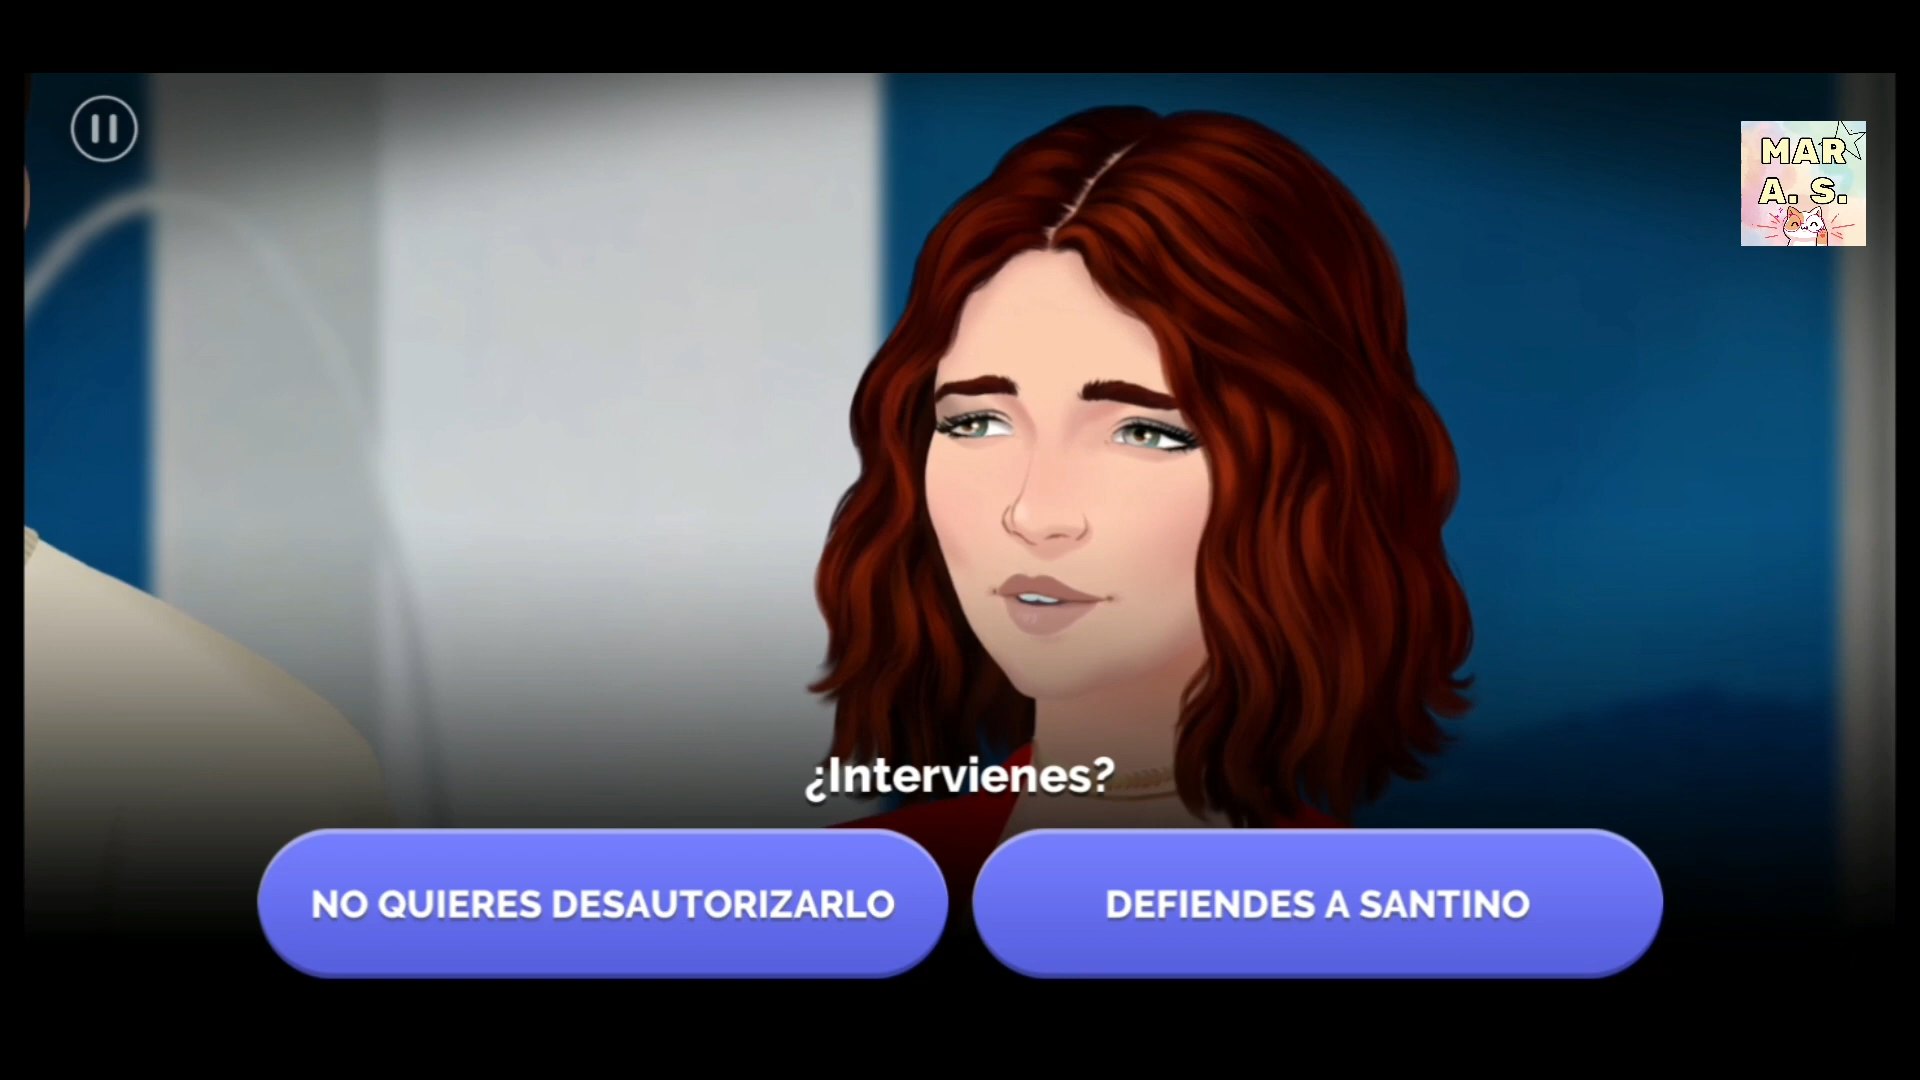 MAR
A. S.
¿Intervienes?
NO QUIERES DESAUTORIZARLO
DEFIENDES A SANTINO